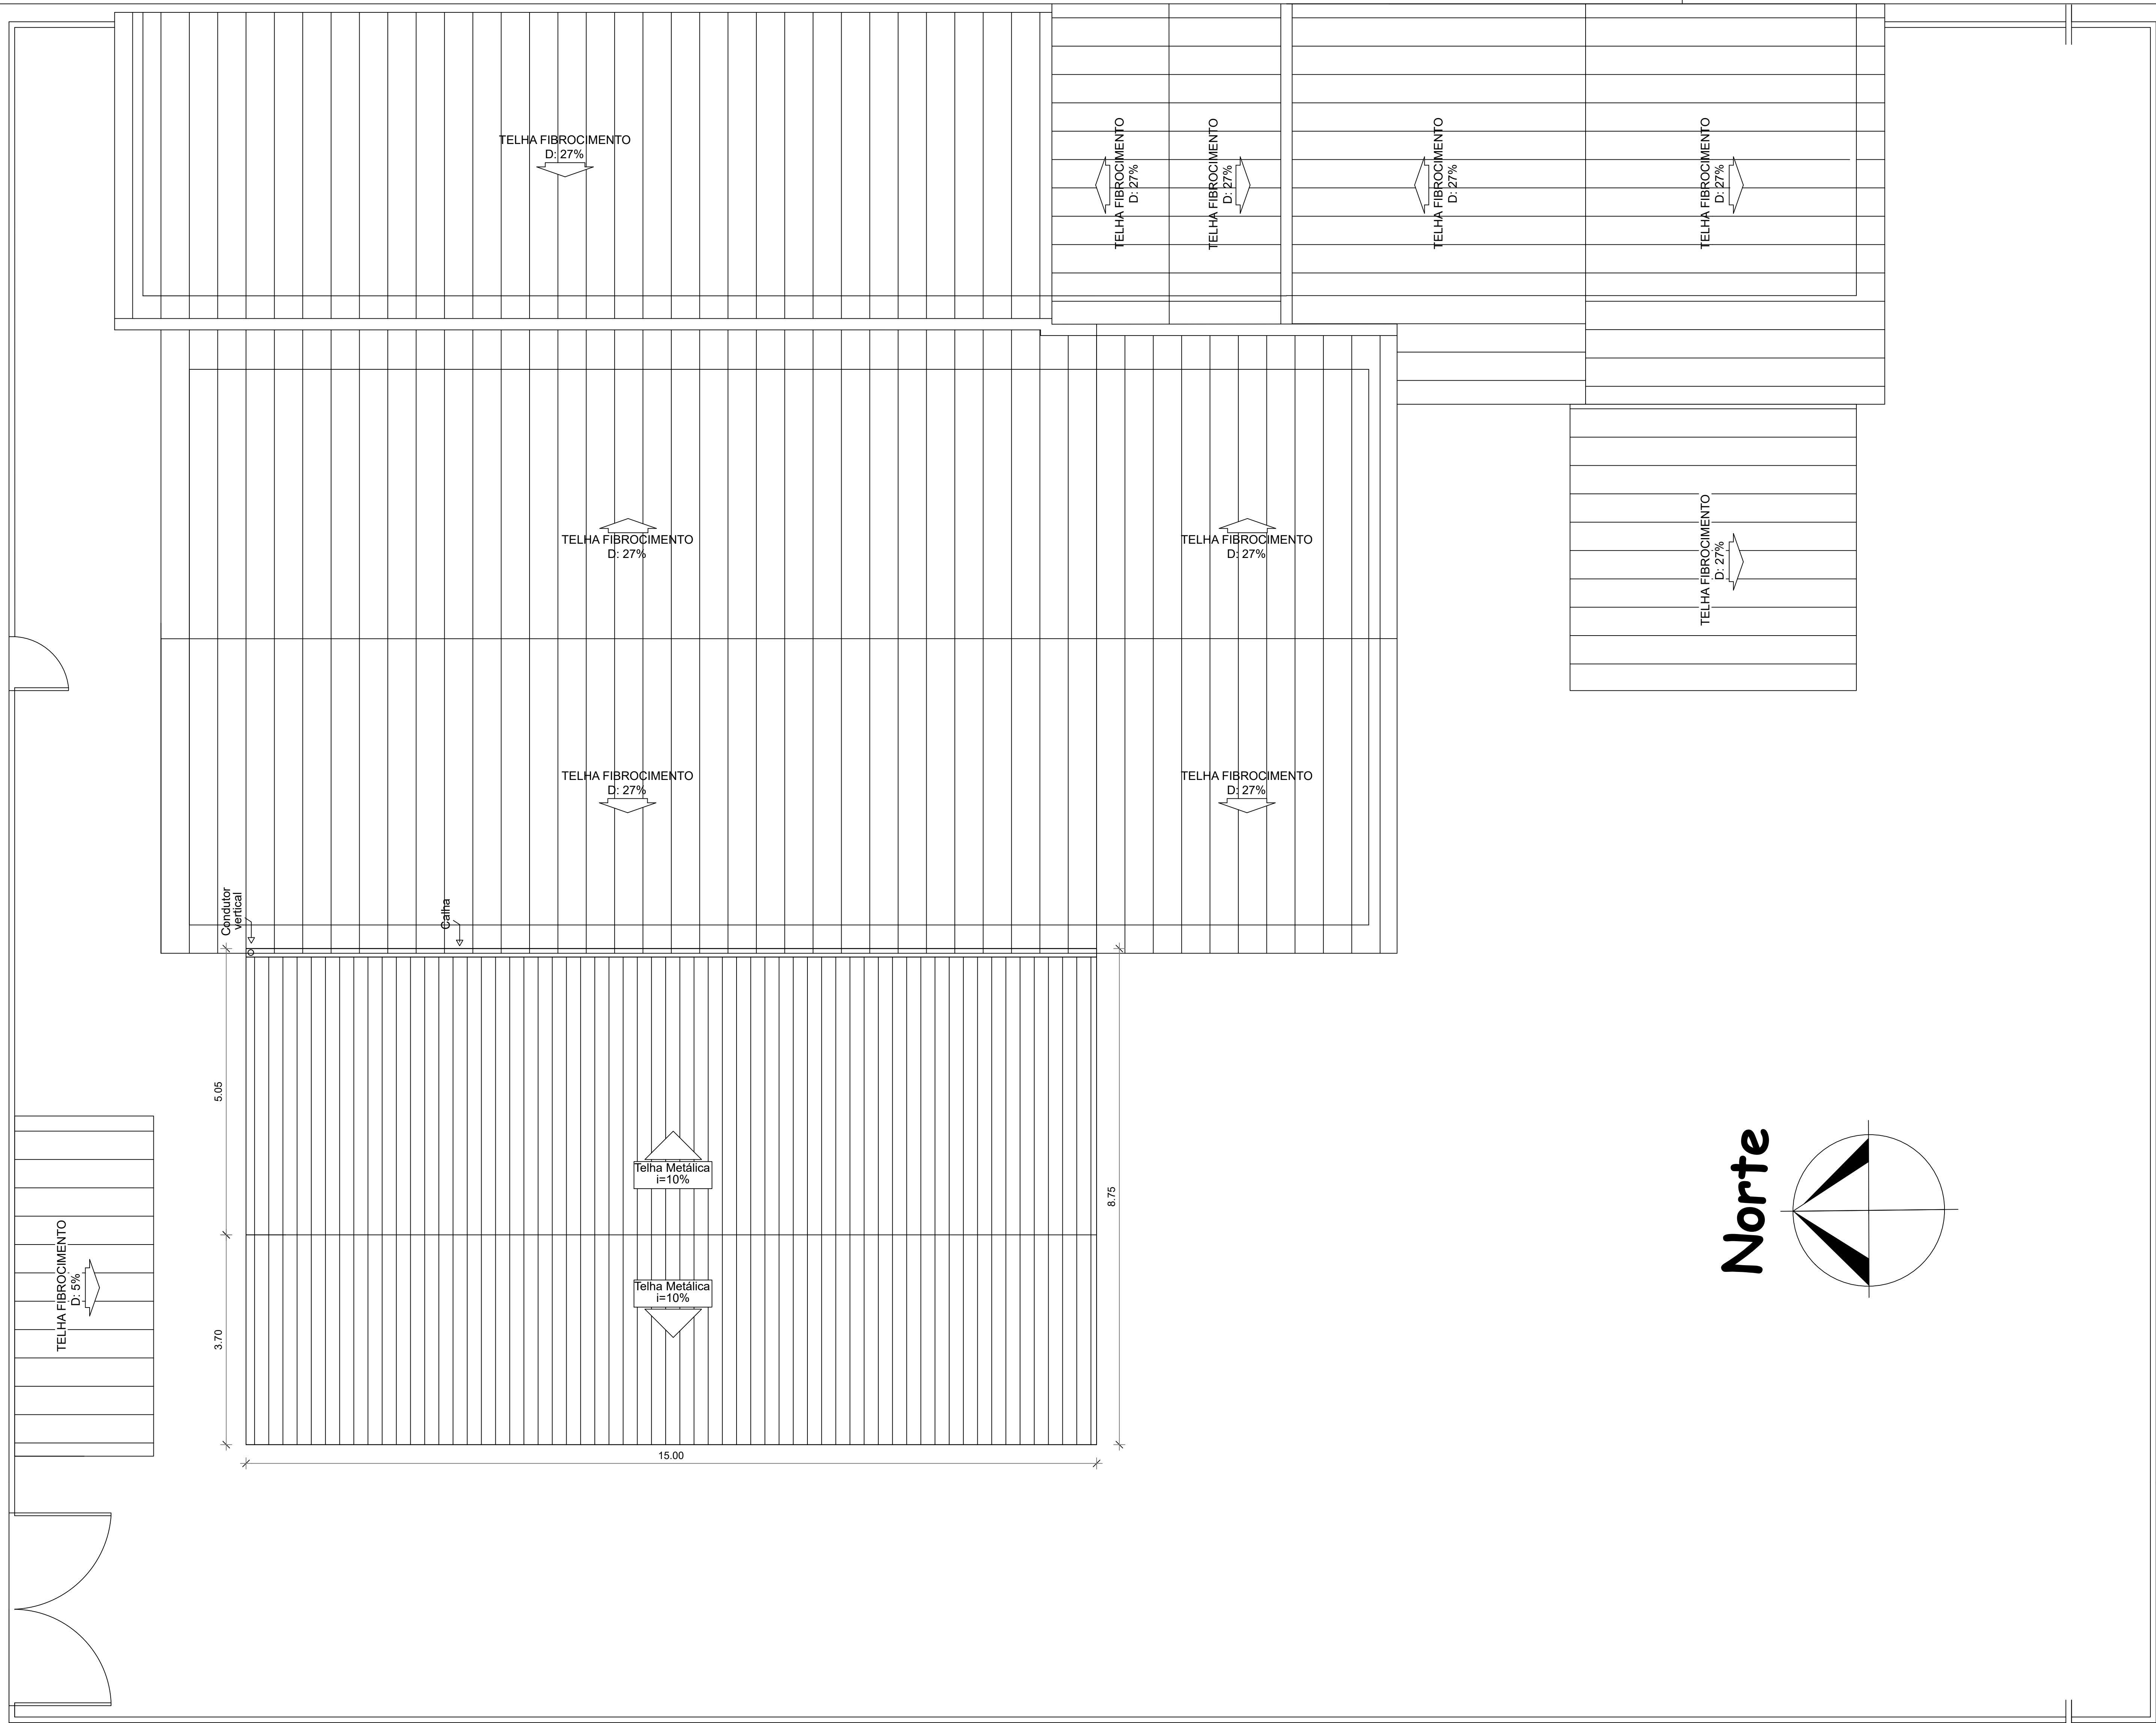 TELHA FIBROCIMENTO
D: 27%
TELHA FIBROCIMENTO
D: 27%
TELHA FIBROCIMENTO
D: 27%
TELHA FIBROCIMENTO
D: 27%
TELHA FIBROCIMENTO
D: 27%
TELHA FIBROCIMENTO
D: 27%
TELHA FIBROCIMENTO
D: 27%
TELHA FIBROCIMENTO
D: 27%
TELHA FIBROCIMENTO
D: 27%
TELHA FIBROCIMENTO
D: 27%
Condutor
vertical
Calha
5.05
8.75
Telha Metálica
i=10%
Norte
TELHA FIBROCIMENTO
D: 5%
Telha Metálica
i=10%
3.70
15.00